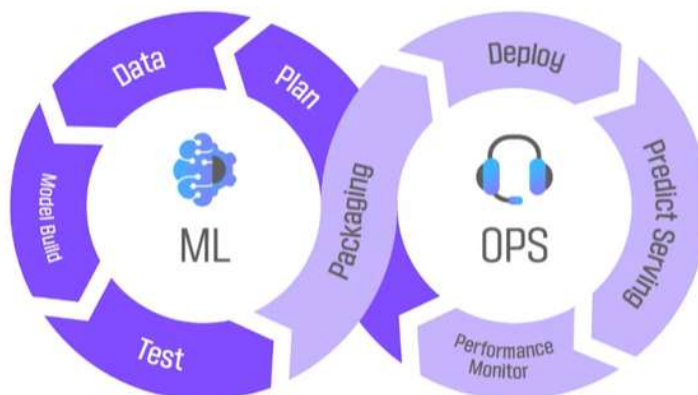 Plan
Data
Model Build
Test
Packaging
Deploy
Predict Serving
Performance
Monitor
ML
OPS